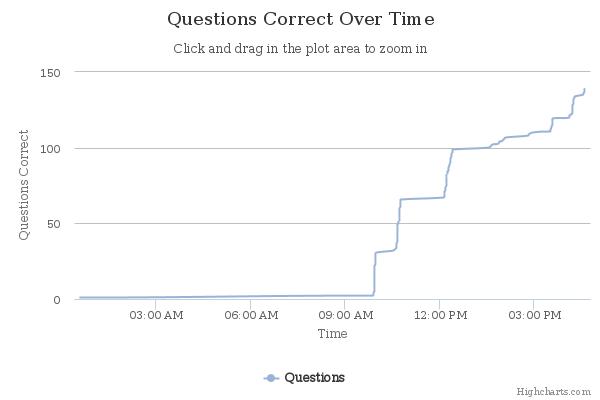 Questions Correct Over Time
Click and drag in the plot area to zoom in
Questions Correct
150
100
50
0
03:00 AM
06:00 AM
09:00 AM
12:00 PM
03:00 PM
Time
Questions
Highcharts.com